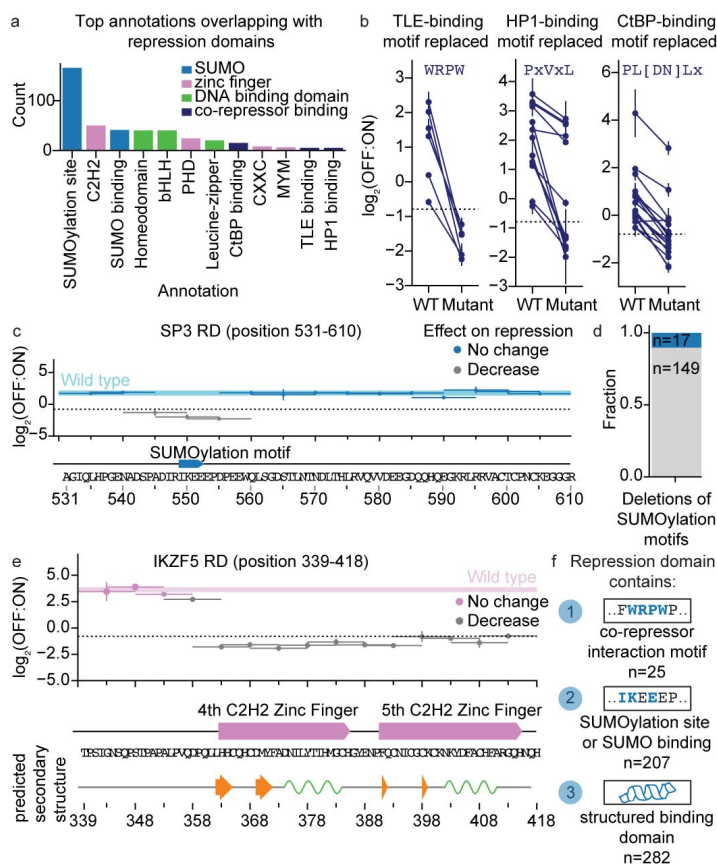 a
Top annotations overlapping with
repression domains
SUMO
zinc finger
DNA binding domain
co-repressor binding
Count
100
0
SUMOylation site
C2H2
SUMO binding
Homeodomain
bHLH
PHD
Leucine-zipper
CtBP binding
CXXC
MYM
TLE binding
HP1 binding
Annotation
b
TLE-binding
motif replaced
WRPW
log2(OFF:ON)
3
2
1
0
−1
−2
−3
WT Mutant
HP1-binding
motif replaced
PxVxL
4
3
2
1
0
−1
−2
−3
WT Mutant
CtBP-binding
motif replaced
PL[DN]Lx
6
4
2
0
−2
WT Mutant
c
SP3 RD (position 531-610)
Effect on repression
No change
Decrease
Wild type
log2(OFF:ON)
5
0
−5
SUMOylation motif
531 540 550 560 570 580 590 600 610
d
1.0
0.5
0.0
Fraction
n=17
n=149
Deletions of
SUMOylation
motifs
e
IKZF5 RD (position 339-418)
Wild type
No change
Decrease
log2(OFF:ON)
5.0
2.5
0.0
−2.5
−5.0
4th C2H2 Zinc Finger
5th C2H2 Zinc Finger
predicted
secondary
structure
339 348 358 368 378 388 398 408 418
f
Repression domain
contains:
1
..FWRPWP..
co-repressor
interaction motif
n=25
2
..IKEEEP..
SUMOylation site
or SUMO binding
n=207
3
structured binding
domain
n=282